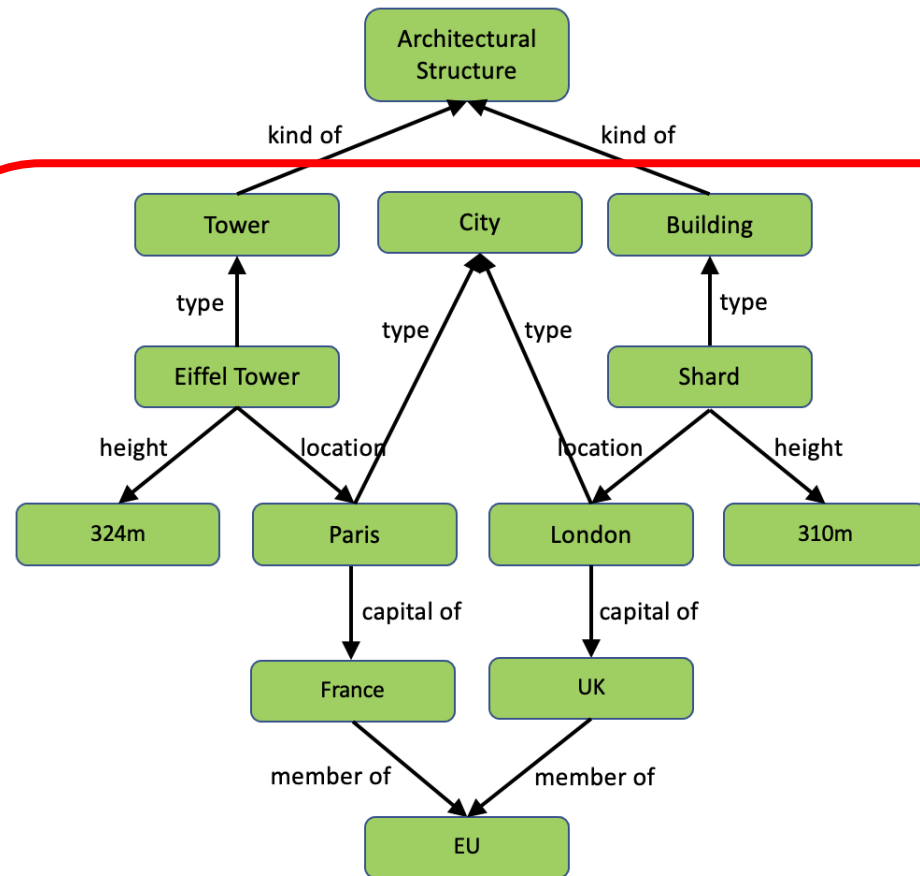 Architectural
Structure
kind of
kind of
Tower
City
Building
type
type
type
type
Eiffel Tower
Shard
height
location
location
height
324m
Paris
London
310m
capital of
capital of
France
UK
member of
member of
EU